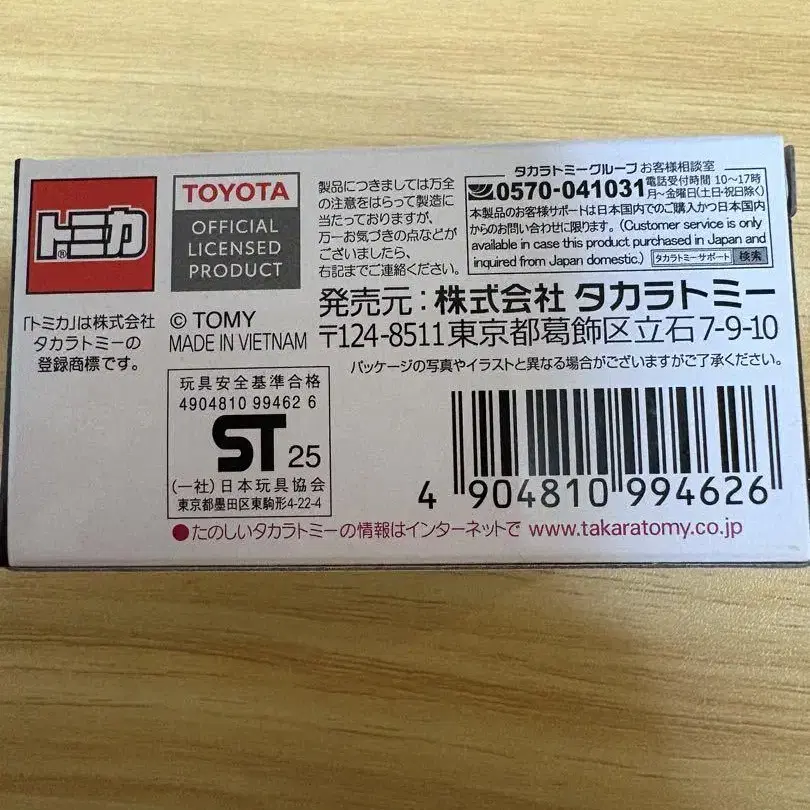 トミカ®
「トミカ」は株式会社
タカラトミーの
登録商標です。
TOYOTA
OFFICIAL
LICENSED
PRODUCT
© TOMY
MADE IN VIETNAM
製品につきましては万全
の注意をはらって製造に
当たっておりますが、
万一お気づきの点などが
ございましたら、
右記までご連絡ください。
タカラトミーグループ お客様相談室
0570-041031 電話受付時間 10〜17時
月〜金曜日(土日・祝日除く)
本製品のお客様サポートは日本国内でのご購入かつ日本国内
からのお問い合わせに限ります。(Customer service is only
available in case this product purchased in Japan and
inquired from Japan domestic.) タカラトミーサポート 検索
発売元:株式会社 タカラトミー
〒124-8511 東京都葛飾区立石7-9-10
パッケージの写真やイラストと異なる場合がございますがご了承ください。
玩具安全基準合格
4904810 99462 6
ST 25
(一社)日本玩具協会
東京都墨田区東駒形4-22-4
4 904810 994626
●たのしいタカラトミーの情報はインターネットで www.takaratomy.co.jp